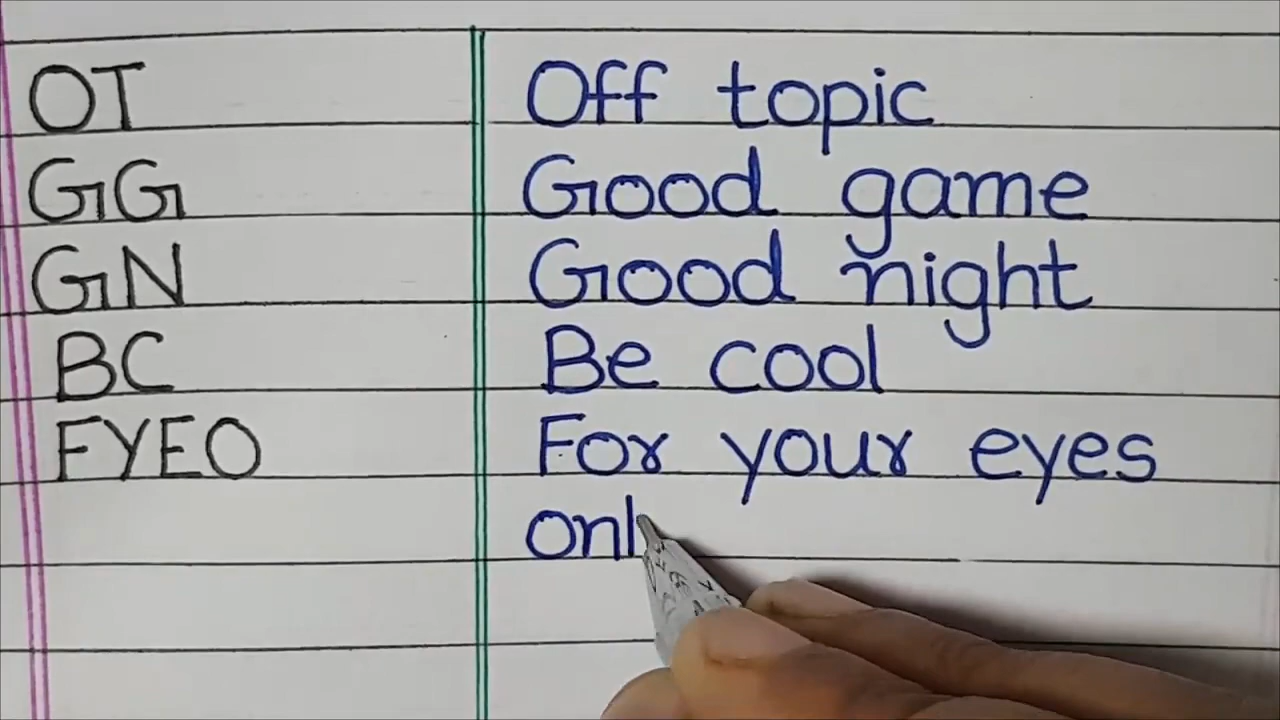 OT Off topic
GG Good game
GN Good night
BC Be cool
FYEO For your eyes
onl